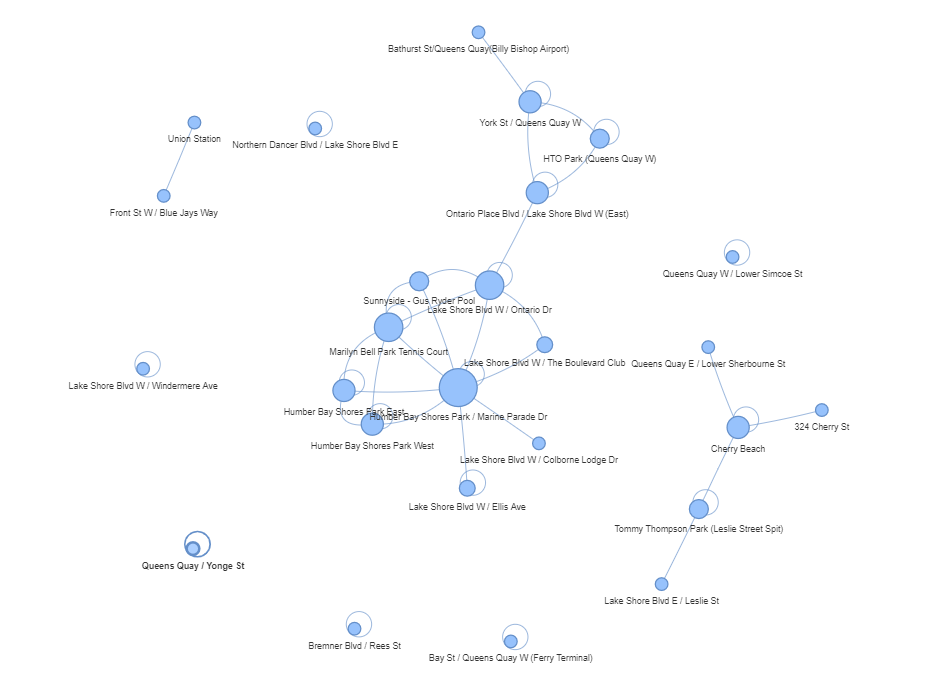 Bathurst St/Queens Quay(Billy Bishop Airport)
York St / Queens Quay W
Union Station
Northern Dancer Blvd / Lake Shore Blvd E
HTO Park (Queens Quay W)
Front St W / Blue Jays Way
Ontario Place Blvd / Lake Shore Blvd W (East)
Queens Quay W / Lower Simcoe St
Sunnyside - Gus Ryder Pool
Lake Shore Blvd W / Ontario Dr
Marilyn Bell Park Tennis Court
Lake Shore Blvd W / The Boulevard Club
Queens Quay E / Lower Sherbourne St
Lake Shore Blvd W / Windermere Ave
Humber Bay Shores Park East
Humber Bay Shores Park / Marine Parade Dr
324 Cherry St
Humber Bay Shores Park West
Cherry Beach
Lake Shore Blvd W / Colborne Lodge Dr
Lake Shore Blvd W / Ellis Ave
Tommy Thompson Park (Leslie Street Spit)
Queens Quay / Yonge St
Lake Shore Blvd E / Leslie St
Bremner Blvd / Rees St
Bay St / Queens Quay W (Ferry Terminal)